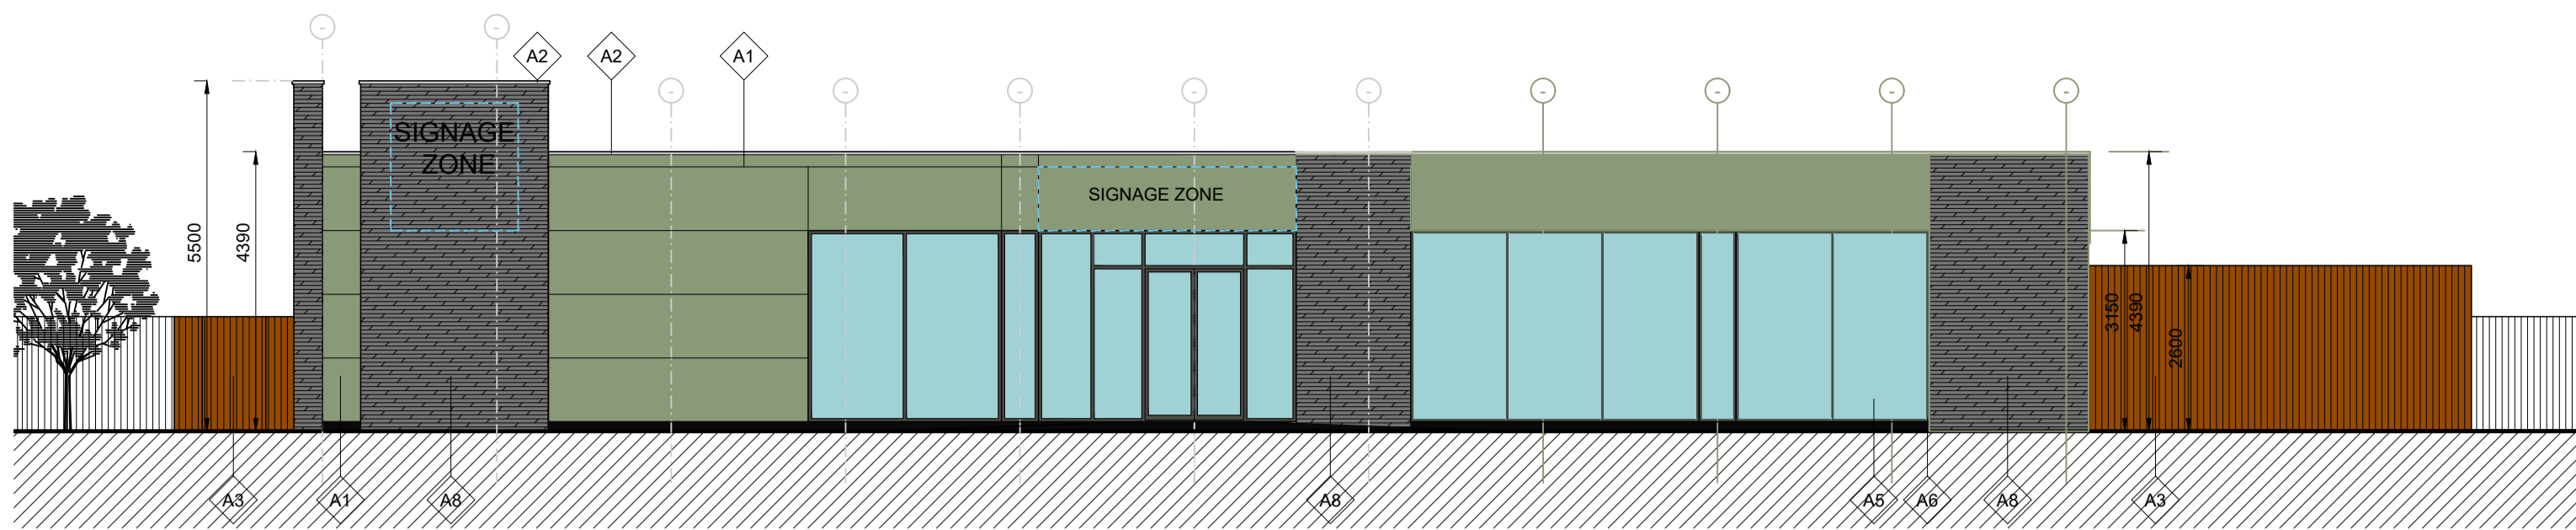 A2
A2
A1
SIGNAGE
ZONE
SIGNAGE ZONE
5500
4390
3150
4390
2600
A3
A1
A8
A8
A5
A6
A8
A3